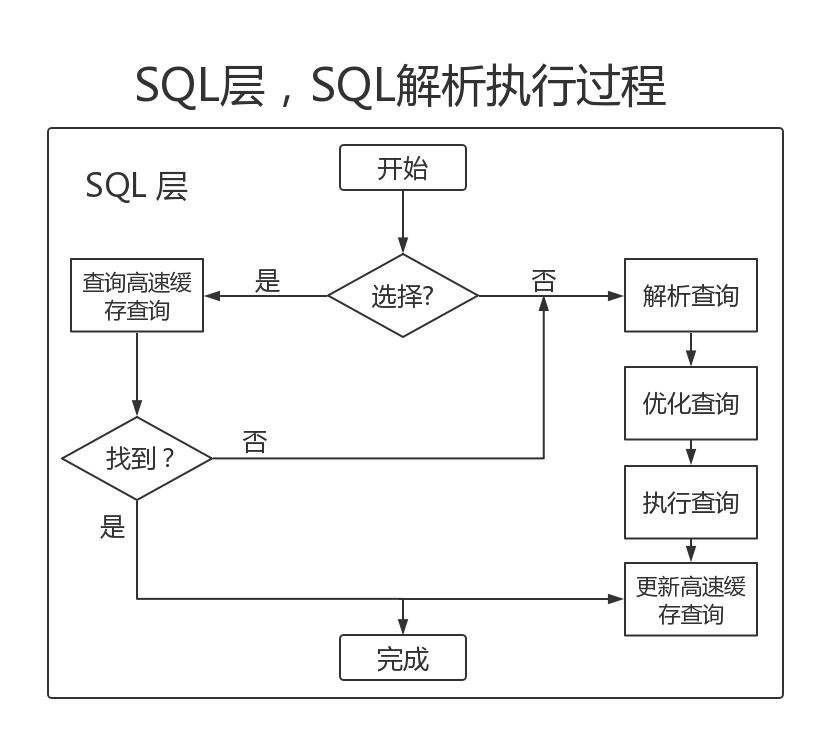 SQL层，SQL解析执行过程
开始
SQL 层
是
否
查询高速缓
存查询
选择?
解析查询
优化查询
找到？
否
执行查询
是
更新高速缓
存查询
完成